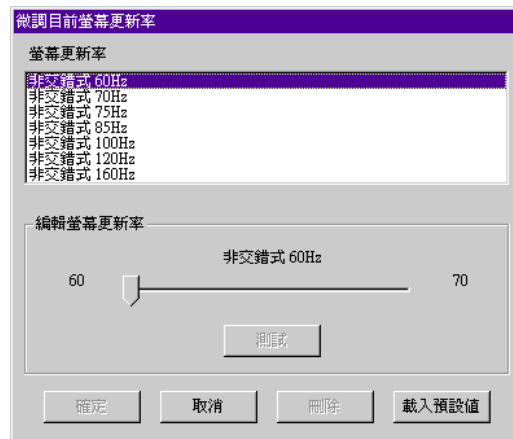 微調目前螢幕更新率
螢幕更新率
非交錯式 60Hz
非交錯式 70Hz
非交錯式 75Hz
非交錯式 85Hz
非交錯式 100Hz
非交錯式 120Hz
非交錯式 160Hz
編輯螢幕更新率
非交錯式 60Hz
60
70
測試
確定 取消 刪除 載入預設值